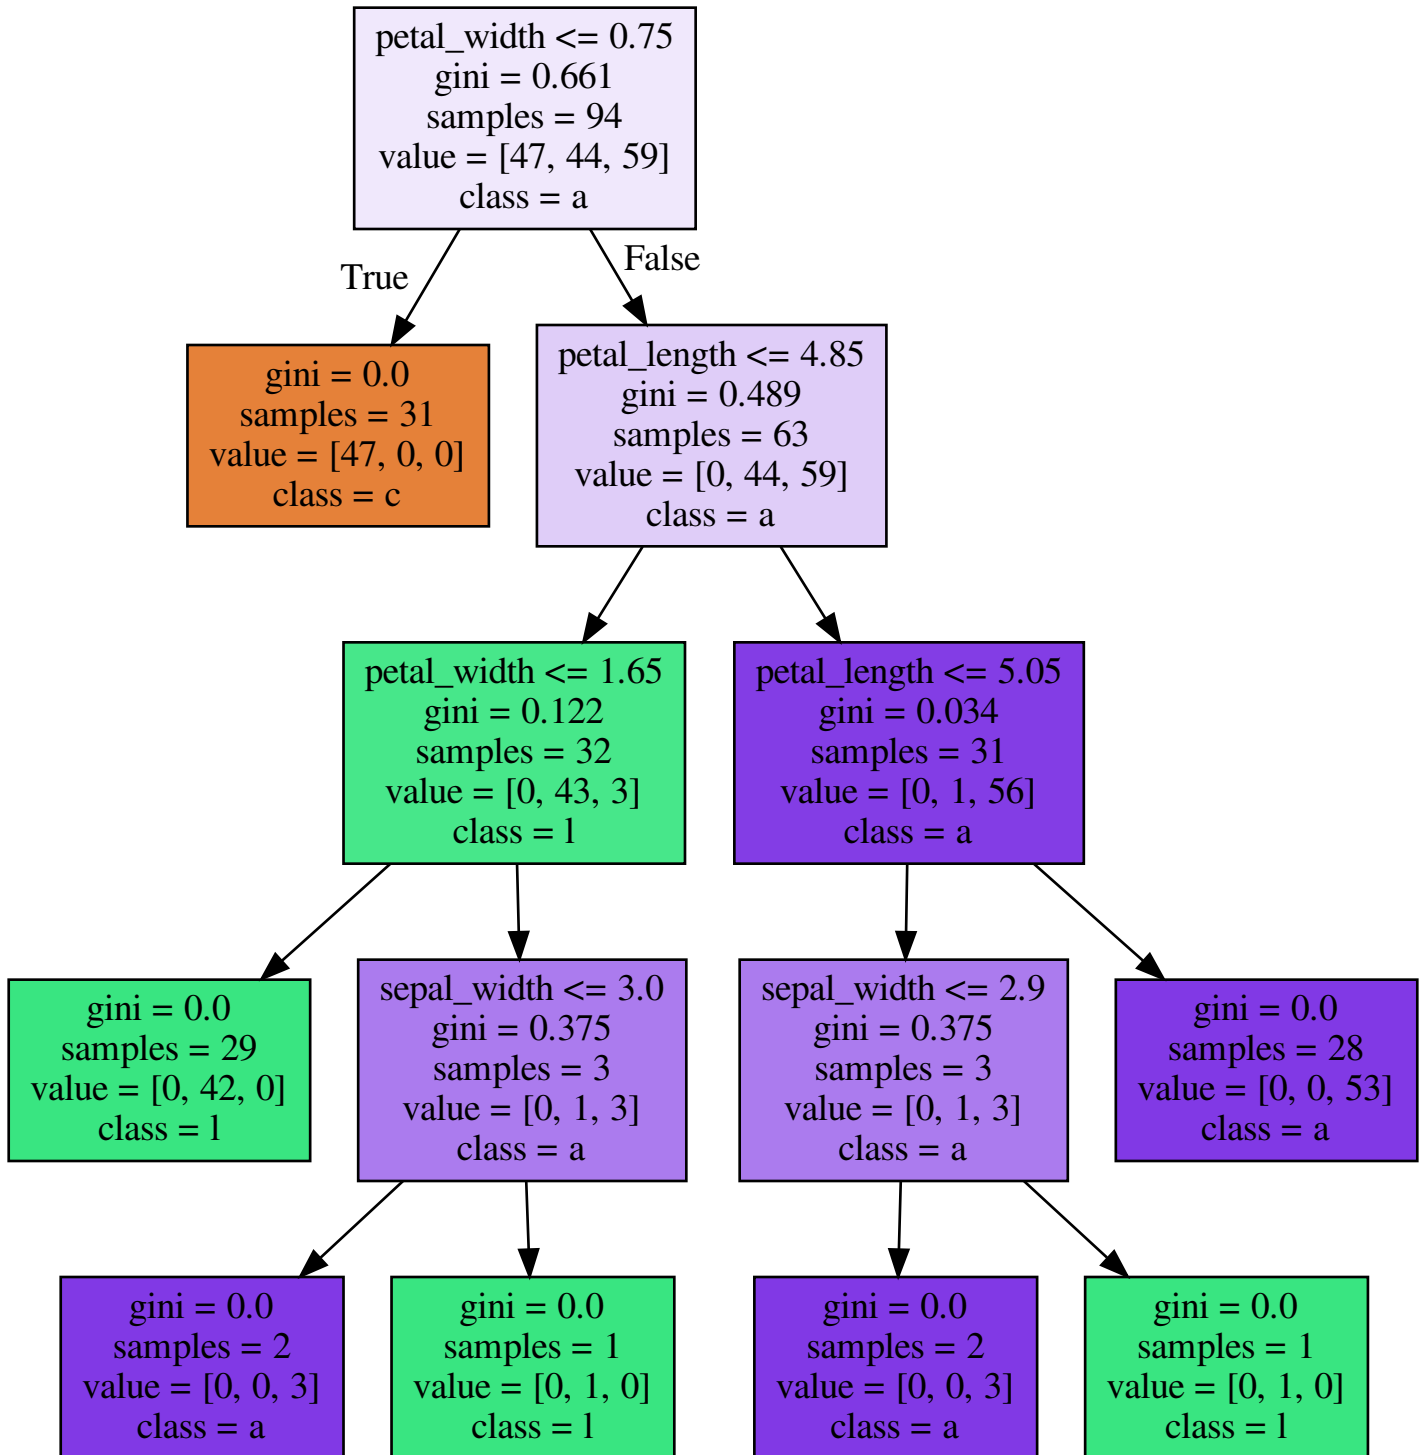 petal_width <= 0.75
gini = 0.661
samples = 94
value = [47, 44, 59]
class = a
True
False
gini = 0.0
samples = 31
value = [47, 0, 0]
class = c
petal_length <= 4.85
gini = 0.489
samples = 63
value = [0, 44, 59]
class = a
petal_width <= 1.65
gini = 0.122
samples = 32
value = [0, 43, 3]
class = l
petal_length <= 5.05
gini = 0.034
samples = 31
value = [0, 1, 56]
class = a
gini = 0.0
samples = 29
value = [0, 42, 0]
class = l
sepal_width <= 3.0
gini = 0.375
samples = 3
value = [0, 1, 3]
class = a
sepal_width <= 2.9
gini = 0.375
samples = 3
value = [0, 1, 3]
class = a
gini = 0.0
samples = 28
value = [0, 0, 53]
class = a
gini = 0.0
samples = 2
value = [0, 0, 3]
class = a
gini = 0.0
samples = 1
value = [0, 1, 0]
class = l
gini = 0.0
samples = 2
value = [0, 0, 3]
class = a
gini = 0.0
samples = 1
value = [0, 1, 0]
class = l